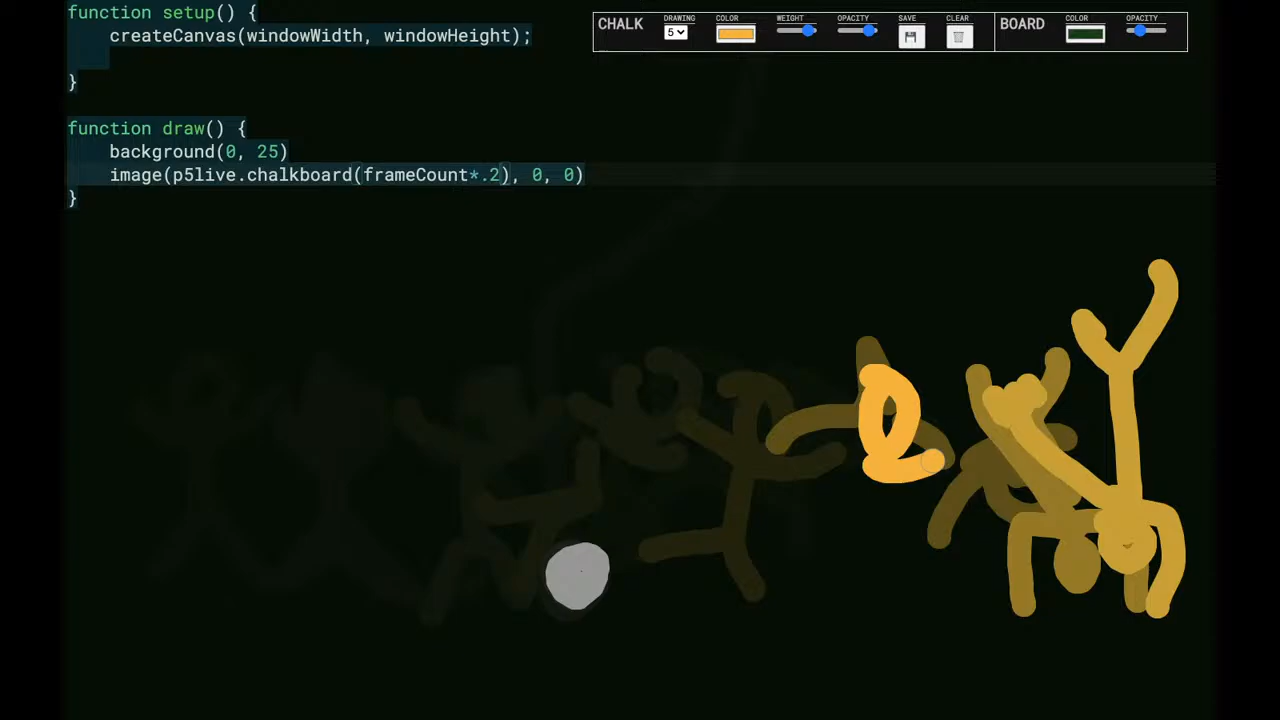 function setup() {
createCanvas(windowWidth, windowHeight);
}
function draw() {
background(0, 25)
image(p5live.chalkboard(frameCount*.2), 0, 0)
}
CHALK DRAWING COLOR WEIGHT OPACITY SAVE CLEAR BOARD COLOR OPACITY
5